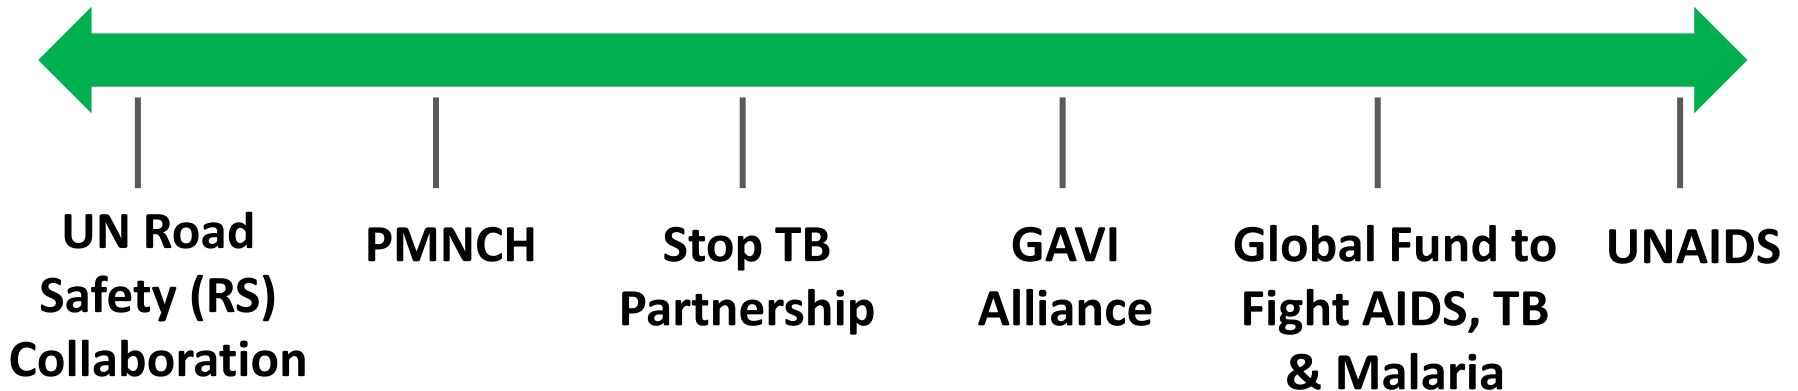 UN Road
Safety (RS)
Collaboration
PMNCH
Stop TB
Partnership
GAVI
Alliance
Global Fund to
Fight AIDS, TB
& Malaria
UNAIDS